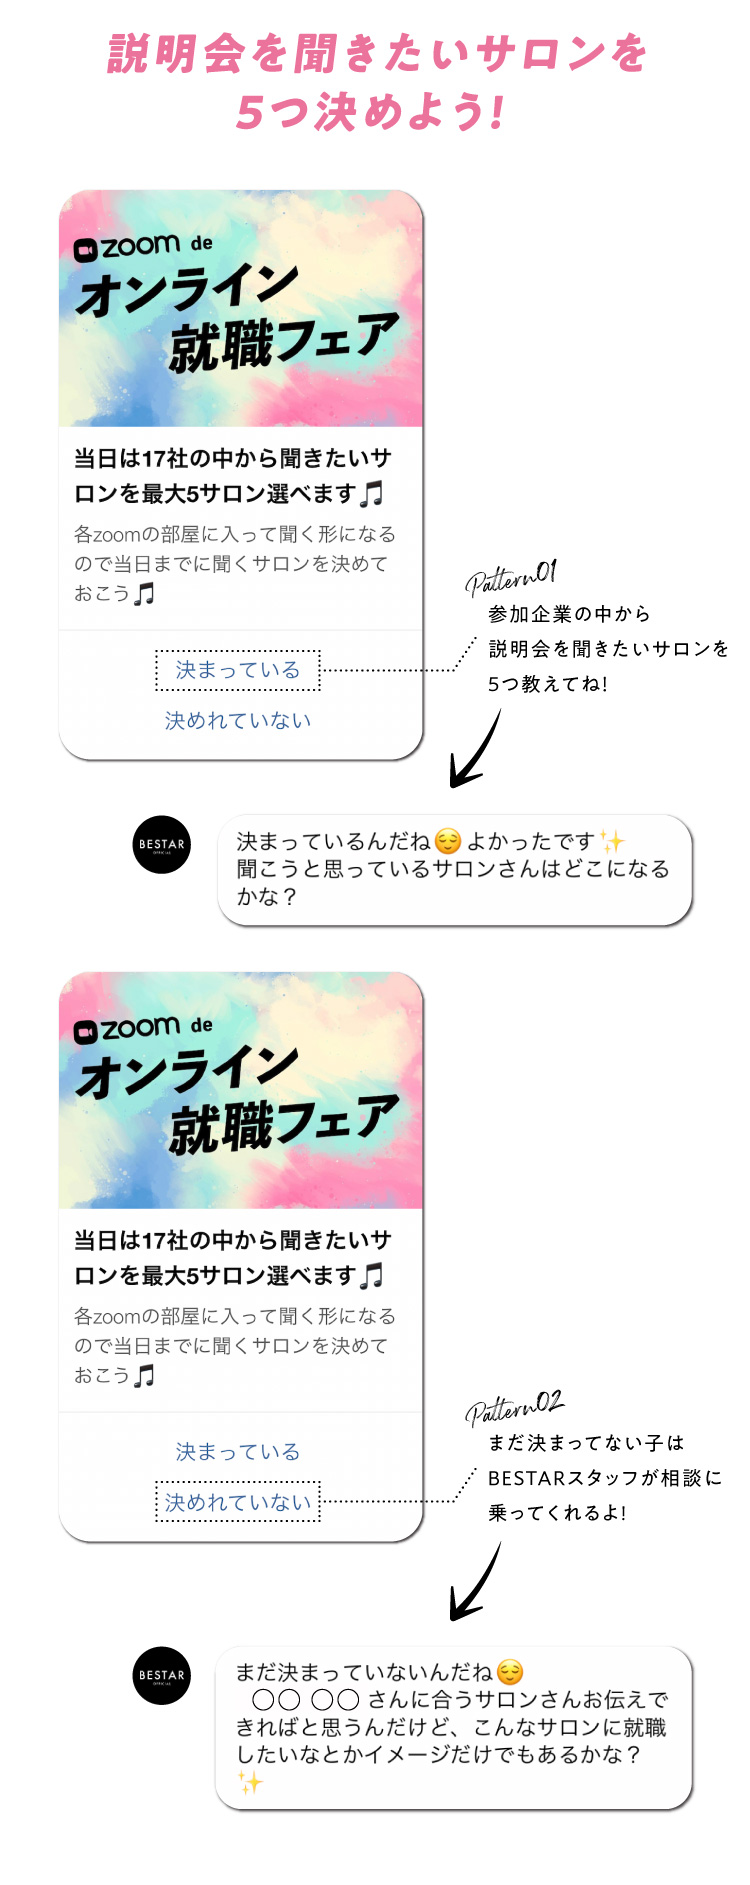 説明会を聞きたいサロンを
5つ決めよう!
zoom de
オンライン
就職フェア
当日は17社の中から聞きたいサ
ロンを最大5サロン選べます🎵
各zoomの部屋に入って聞く形になる
ので当日までに聞くサロンを決めて
おこう🎵
決まっている
決めれていない
Pattern01
参加企業の中から
説明会を聞きたいサロンを
5つ教えてね!
BESTAR
OFFICIAL
決まっているんだね😌よかったです✨
聞こうと思っているサロンさんはどこになる
かな？
zoom de
オンライン
就職フェア
当日は17社の中から聞きたいサ
ロンを最大5サロン選べます🎵
各zoomの部屋に入って聞く形になる
ので当日までに聞くサロンを決めて
おこう🎵
決まっている
決めれていない
Pattern02
まだ決まってない子は
BESTARスタッフが相談に
乗ってくれるよ!
BESTAR
OFFICIAL
まだ決まっていないんだね😌
〇〇 〇〇 さんに合うサロンさんお伝えで
きればと思うんだけど、こんなサロンに就職
したいなとかイメージだけでもあるかな？
✨